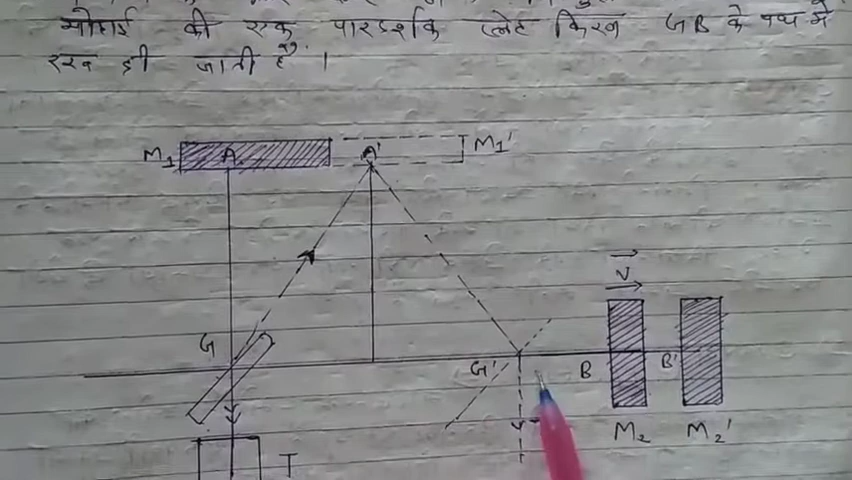 मोटाई की एक पारदर्शक प्लेट किरण GB के पथ में
रख दी जाती है।
M₁ A A' M₁'
V
G G' B B'
M₂ M₂'
T